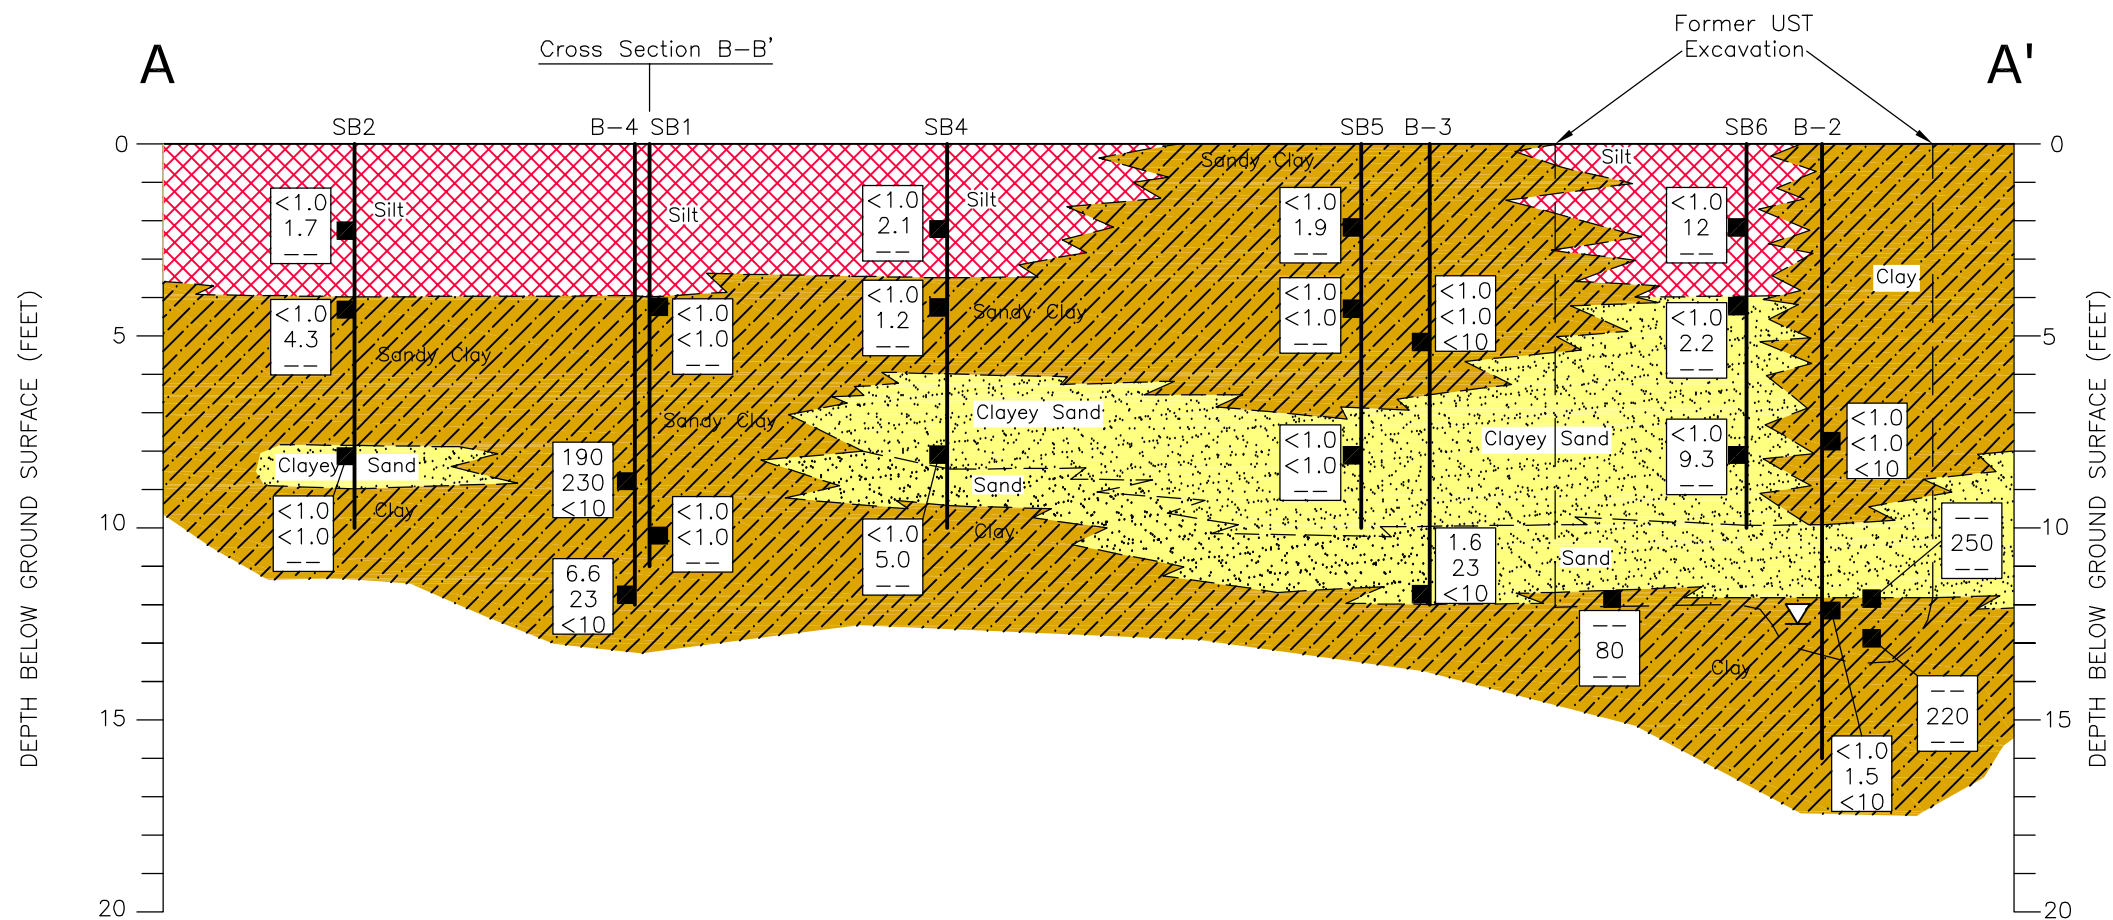 A
Cross Section B-B'
Former UST
Excavation
A'
SB2
B-4
SB1
SB4
SB5
B-3
SB6
B-2
DEPTH BELOW GROUND SURFACE (FEET)
0
5
10
15
20
<1.0
1.7
--
Silt
<1.0
4.3
--
Sandy Clay
Clayey Sand
<1.0
<1.0
--
Clay
190
230
<10
6.6
23
<10
Silt
<1.0
<1.0
--
Sandy Clay
<1.0
<1.0
--
<1.0
2.1
--
Silt
<1.0
1.2
--
Sandy Clay
Clayey Sand
Sand
Clay
<1.0
5.0
--
Sandy Clay
<1.0
1.9
--
<1.0
<1.0
--
<1.0
<1.0
--
<1.0
<1.0
<10
1.6
23
<10
Clayey Sand
Sand
Silt
<1.0
12
--
<1.0
2.2
--
<1.0
9.3
--
--
80
--
Clay
Clay
<1.0
<1.0
<10
--
250
--
--
220
--
<1.0
1.5
<10
0
5
10
15
20
DEPTH BELOW GROUND SURFACE (FEET)